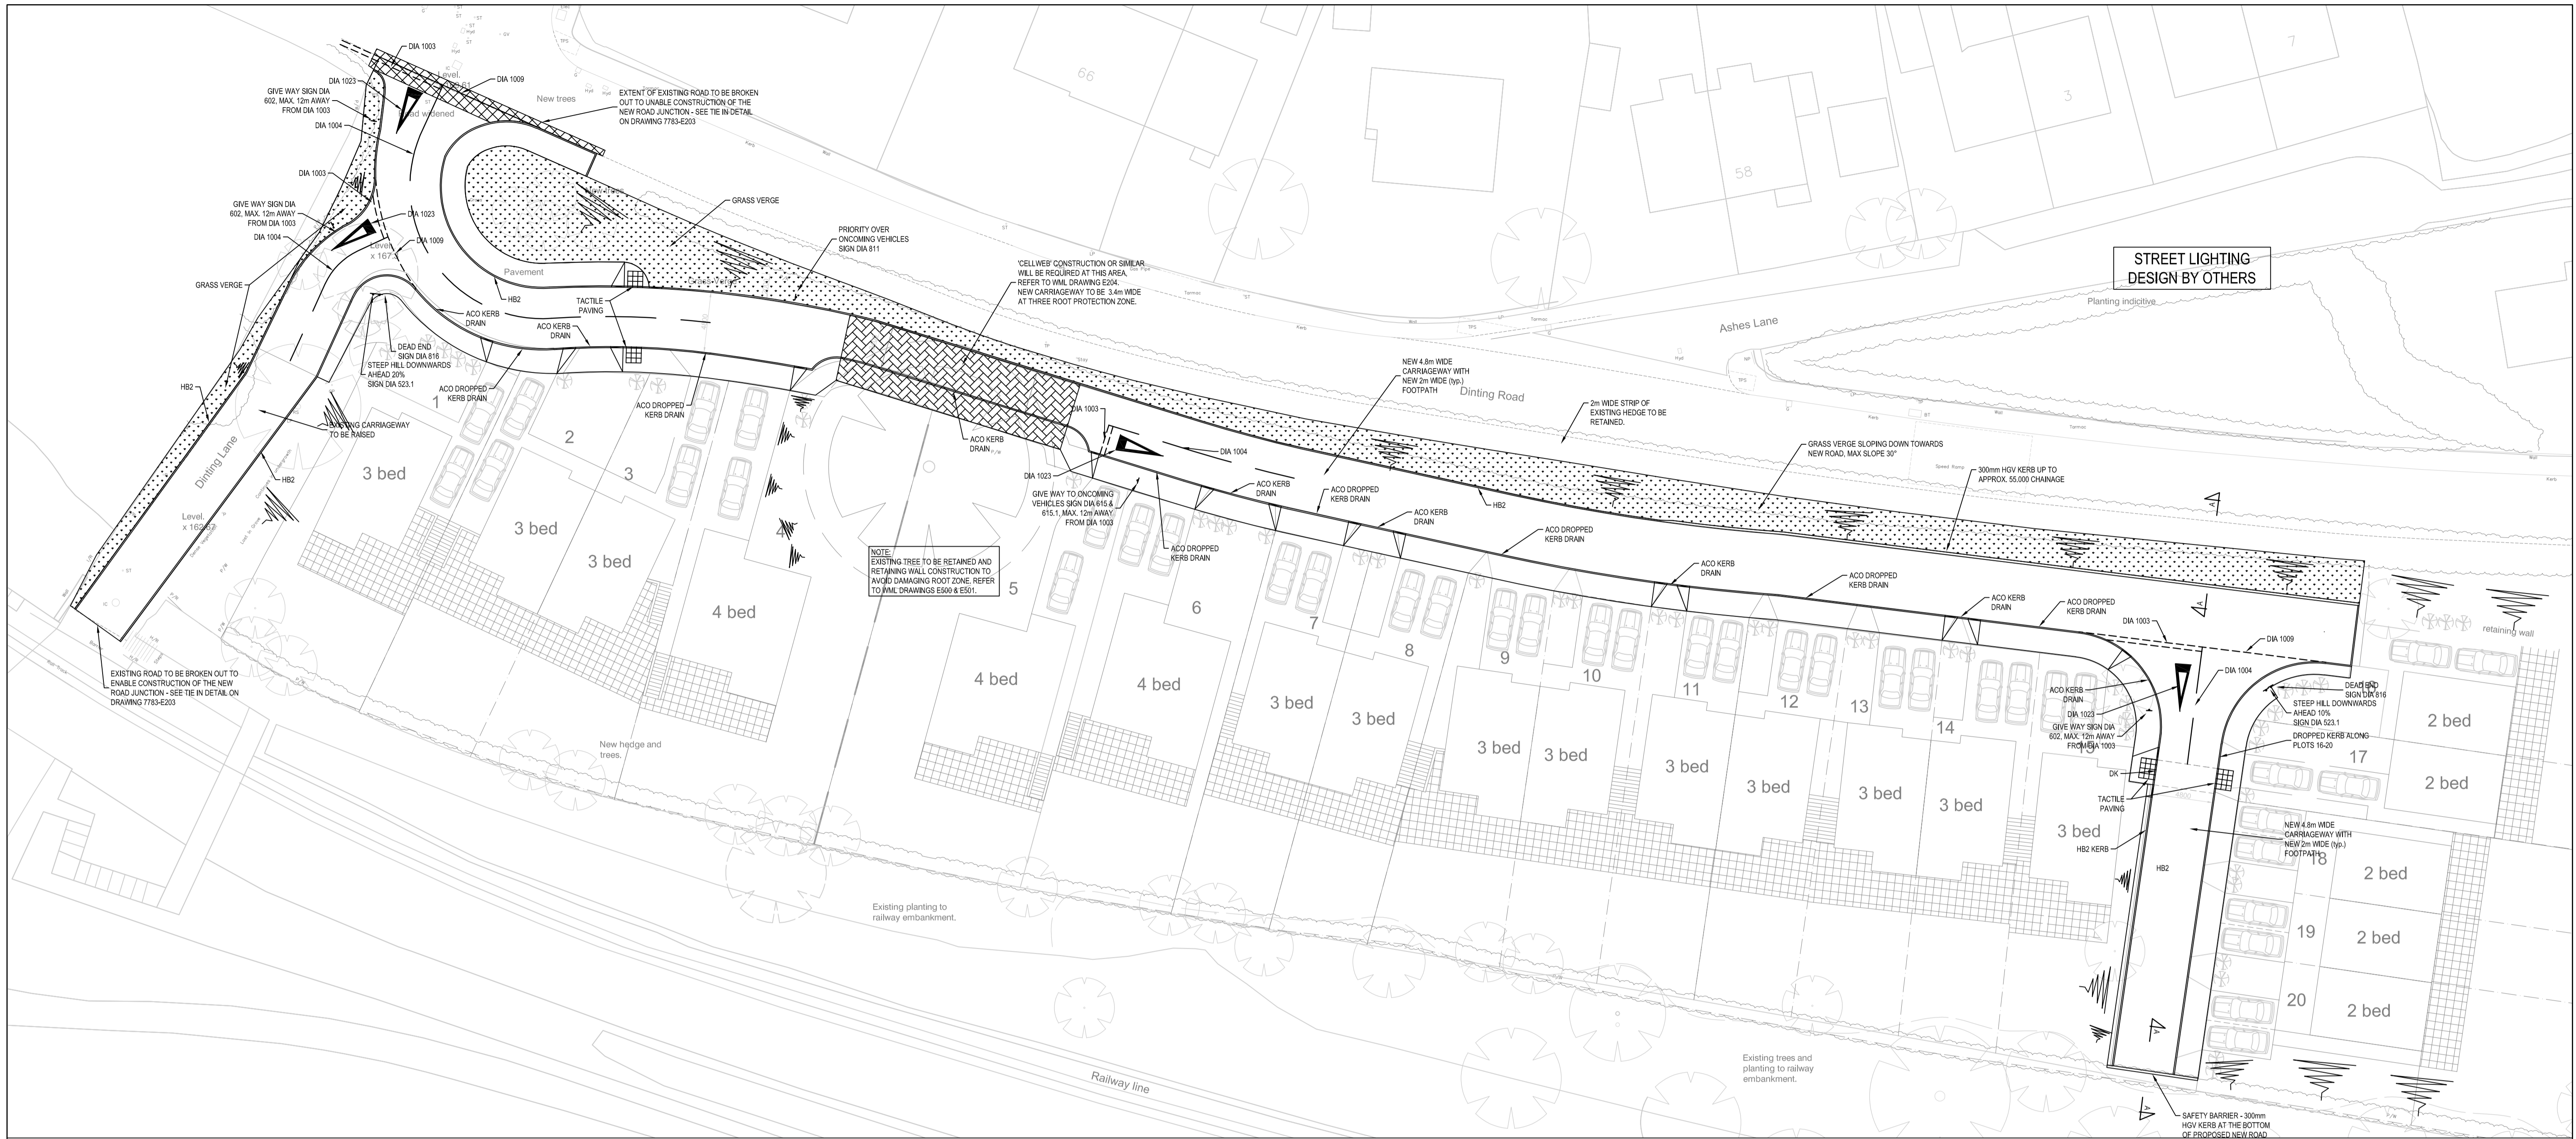 DIA 1003
DIA 1023
GIVE WAY SIGN DIA
602, MAX. 12m AWAY
FROM DIA 1003
DIA 1004
DIA 1009
Level.
New trees
EXTENT OF EXISTING ROAD TO BE BROKEN
OUT TO UNABLE CONSTRUCTION OF THE
NEW ROAD JUNCTION - SEE TIE IN DETAIL
ON DRAWING 7783-E203
DIA 1003
GIVE WAY SIGN DIA
602, MAX. 12m AWAY
FROM DIA 1003
DIA 1004
DIA 1023
DIA 1009
Level.
x 167.
GRASS VERGE
New trees
GRASS VERGE
Pavement
HB2
TACTILE
PAVING
ACO KERB
DRAIN
ACO KERB
DRAIN
DEAD END
SIGN DIA 816
STEEP HILL DOWNWARDS
AHEAD 20%
SIGN DIA 523.1
ACO DROPPED
KERB DRAIN
ACO DROPPED
KERB DRAIN
PRIORITY OVER
ONCOMING VEHICLES
SIGN DIA 811
'CELLWEB' CONSTRUCTION OR SIMILAR
WILL BE REQUIRED AT THIS AREA,
REFER TO WML DRAWING E204.
NEW CARRIAGEWAY TO BE 3.4m WIDE
AT THREE ROOT PROTECTION ZONE.
HB2
EXISTING CARRIAGEWAY
TO BE RAISED
Dinting Lane
HB2
Level.
x 162.67
EXISTING ROAD TO BE BROKEN OUT TO
ENABLE CONSTRUCTION OF THE NEW
ROAD JUNCTION - SEE TIE IN DETAIL ON
DRAWING 7783-E203
1
3 bed
2
3 bed
3
3 bed
4
4 bed
ACO KERB
DRAIN
DIA 1003
DIA 1023
DIA 1004
GIVE WAY TO ONCOMING
VEHICLES SIGN DIA 615 &
615.1, MAX. 12m AWAY
FROM DIA 1003
NOTE:
EXISTING TREE TO BE RETAINED AND
RETAINING WALL CONSTRUCTION TO
AVOID DAMAGING ROOT ZONE. REFER
TO WML DRAWINGS E500 & E501.
ACO DROPPED
KERB DRAIN
ACO KERB
DRAIN
ACO DROPPED
KERB DRAIN
ACO KERB
DRAIN
HB2
ACO DROPPED
KERB DRAIN
NEW 4.8m WIDE
CARRIAGEWAY WITH
NEW 2m WIDE (typ.)
FOOTPATH
Dinting Road
2m WIDE STRIP OF
EXISTING HEDGE TO BE
RETAINED.
66
58
3
7
Ashes Lane
STREET LIGHTING
DESIGN BY OTHERS
Planting indicitive
Speed Ramp
GRASS VERGE SLOPING DOWN TOWARDS
NEW ROAD, MAX SLOPE 30°
300mm HGV KERB UP TO
APPROX. 55.000 CHAINAGE
A
A
ACO KERB
DRAIN
ACO DROPPED
KERB DRAIN
ACO KERB
DRAIN
ACO DROPPED
KERB DRAIN
DIA 1003
DIA 1009
DIA 1004
retaining wall
5
4 bed
6
4 bed
7
3 bed
8
3 bed
9
3 bed
10
3 bed
11
3 bed
12
3 bed
13
3 bed
14
3 bed
15
3 bed
ACO KERB
DRAIN
DIA 1023
GIVE WAY SIGN DIA
602, MAX. 12m AWAY
FROM DIA 1003
DEAD END
SIGN DIA 816
STEEP HILL DOWNWARDS
AHEAD 10%
SIGN DIA 523.1
DROPPED KERB ALONG
PLOTS 16-20
DK
TACTILE
PAVING
4800
HB2 KERB
HB2
NEW 4.8m WIDE
CARRIAGEWAY WITH
NEW 2m WIDE (typ.)
FOOTPATH
2 bed
17
2 bed
18
2 bed
19
2 bed
20
2 bed
New hedge and
trees.
Existing planting to
railway embankment.
Railway line
Existing trees and
planting to railway
embankment.
A
A
SAFETY BARRIER - 300mm
HGV KERB AT THE BOTTOM
OF PROPOSED NEW ROAD